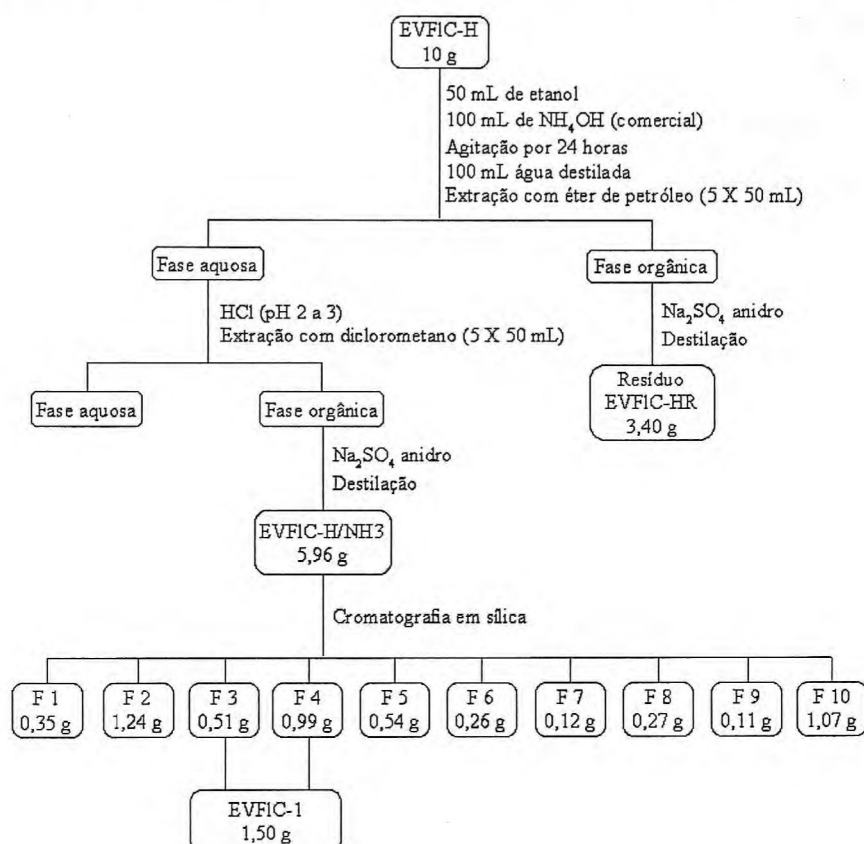 EVFlC-H
10 g
50 mL de etanol
100 mL de NH₄OH (comercial)
Agitação por 24 horas
100 mL água destilada
Extração com éter de petróleo (5 X 50 mL)
Fase aquosa
Fase orgânica
HCl (pH 2 a 3)
Extração com diclorometano (5 X 50 mL)
Na₂SO₄ anidro
Destilação
Resíduo
EVFlC-HR
3,40 g
Fase aquosa
Fase orgânica
Na₂SO₄ anidro
Destilação
EVFlC-H/NH3
5,96 g
Cromatografia em sílica
F 1
0,35 g
F 2
1,24 g
F 3
0,51 g
F 4
0,99 g
F 5
0,54 g
F 6
0,26 g
F 7
0,12 g
F 8
0,27 g
F 9
0,11 g
F 10
1,07 g
EVFlC-1
1,50 g